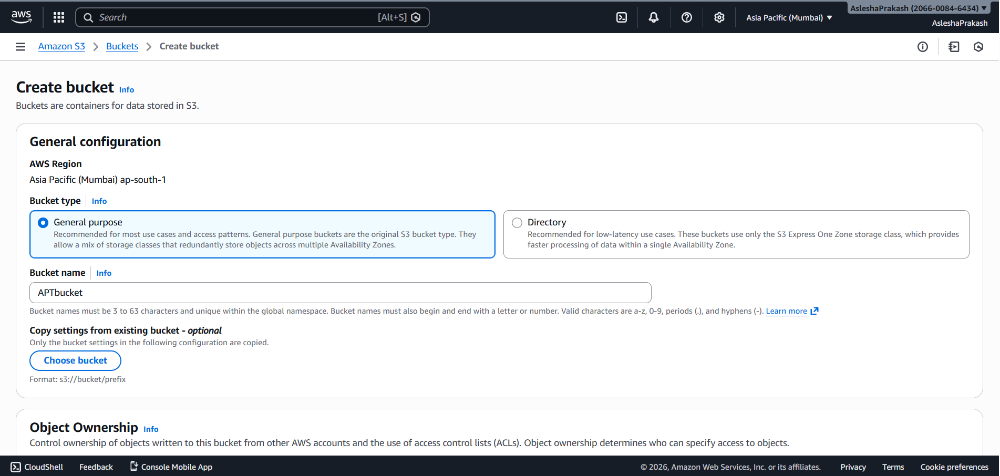 aws
Search [Alt+S]
Asia Pacific (Mumbai) ▼
AsleshaPrakash (2066-0084-6434) ▼
AsleshaPrakash
Amazon S3 > Buckets > Create bucket
Create bucket Info
Buckets are containers for data stored in S3.
General configuration
AWS Region
Asia Pacific (Mumbai) ap-south-1
Bucket type Info
General purpose
Recommended for most use cases and access patterns. General purpose buckets are the original S3 bucket type. They
allow a mix of storage classes that redundantly store objects across multiple Availability Zones.
Directory
Recommended for low-latency use cases. These buckets use only the S3 Express One Zone storage class, which provides
faster processing of data within a single Availability Zone.
Bucket name Info
APTbucket
Bucket names must be 3 to 63 characters and unique within the global namespace. Bucket names must also begin and end with a letter or number. Valid characters are a-z, 0-9, periods (.), and hyphens (-). Learn more
Copy settings from existing bucket - optional
Only the bucket settings in the following configuration are copied.
Choose bucket
Format: s3://bucket/prefix
Object Ownership Info
Control ownership of objects written to this bucket from other AWS accounts and the use of access control lists (ACLs). Object ownership determines who can specify access to objects.
CloudShell Feedback Console Mobile App © 2026, Amazon Web Services, Inc. or its affiliates. Privacy Terms Cookie preferences